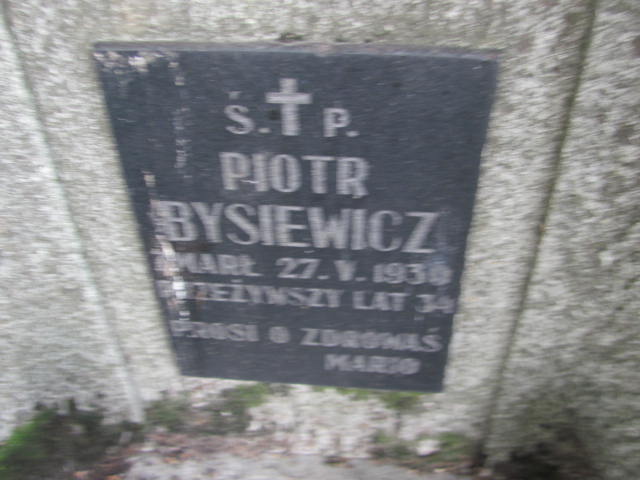 Ś. P.
PIOTR
BYSIEWICZ
ZMARŁ 27. V.
PRZEŻYWSZY LAT 34
PROSI O ZDROWAŚ
MARIO